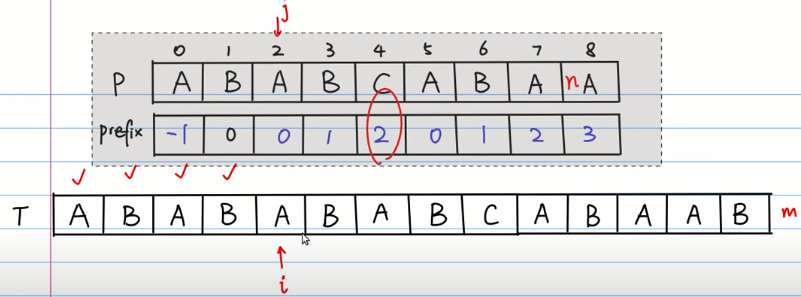 j
0 1 2 3 4 5 6 7 8
P A B A B C A B A n A
prefix -1 0 0 1 2 0 1 2 3
T A B A B A B A B C A B A A B m
i